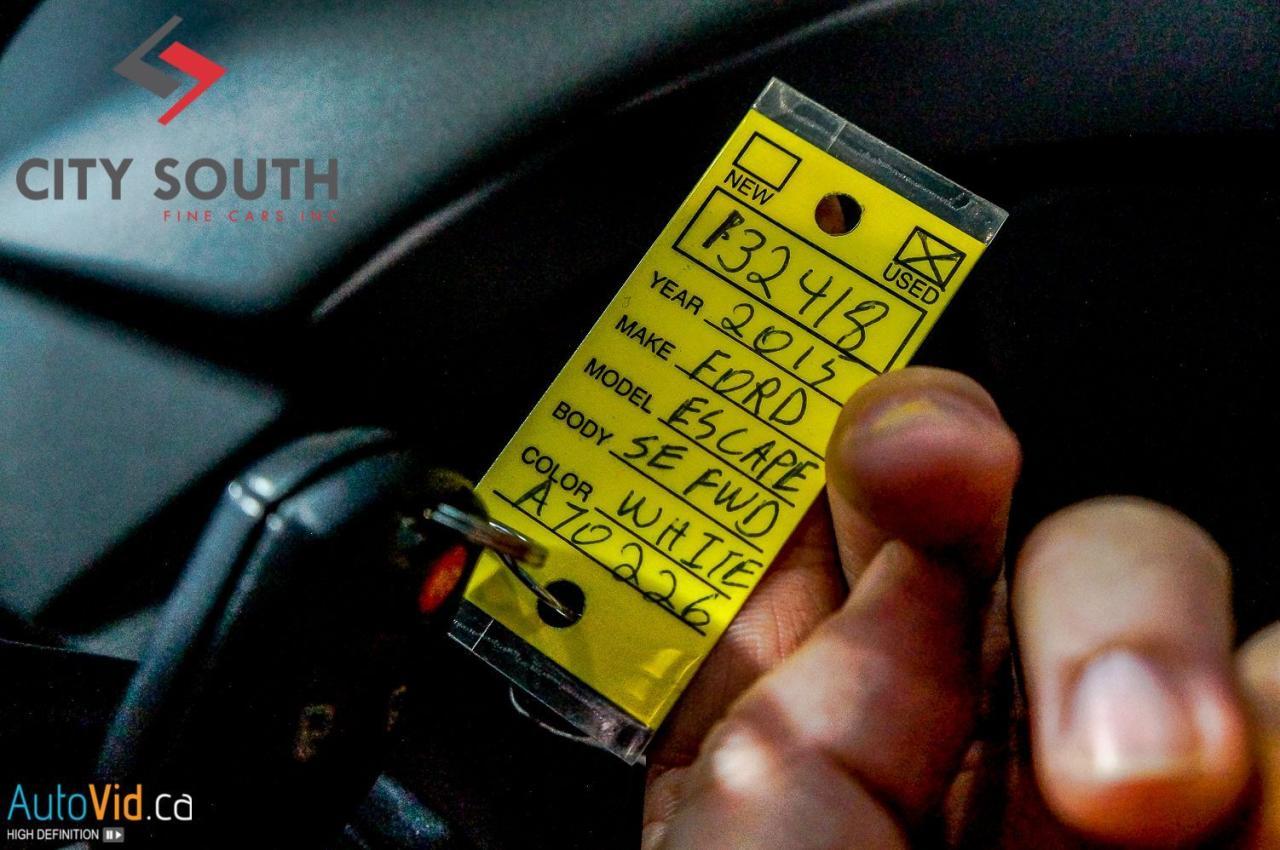 CITY SOUTH
FINE CARS INC
NEW
USED
132418
YEAR 2015
MAKE FORD
MODEL ESCAPE
BODY SE FWD
COLOR WHITE
A70226
P
AutoVid.ca
HIGH DEFINITION